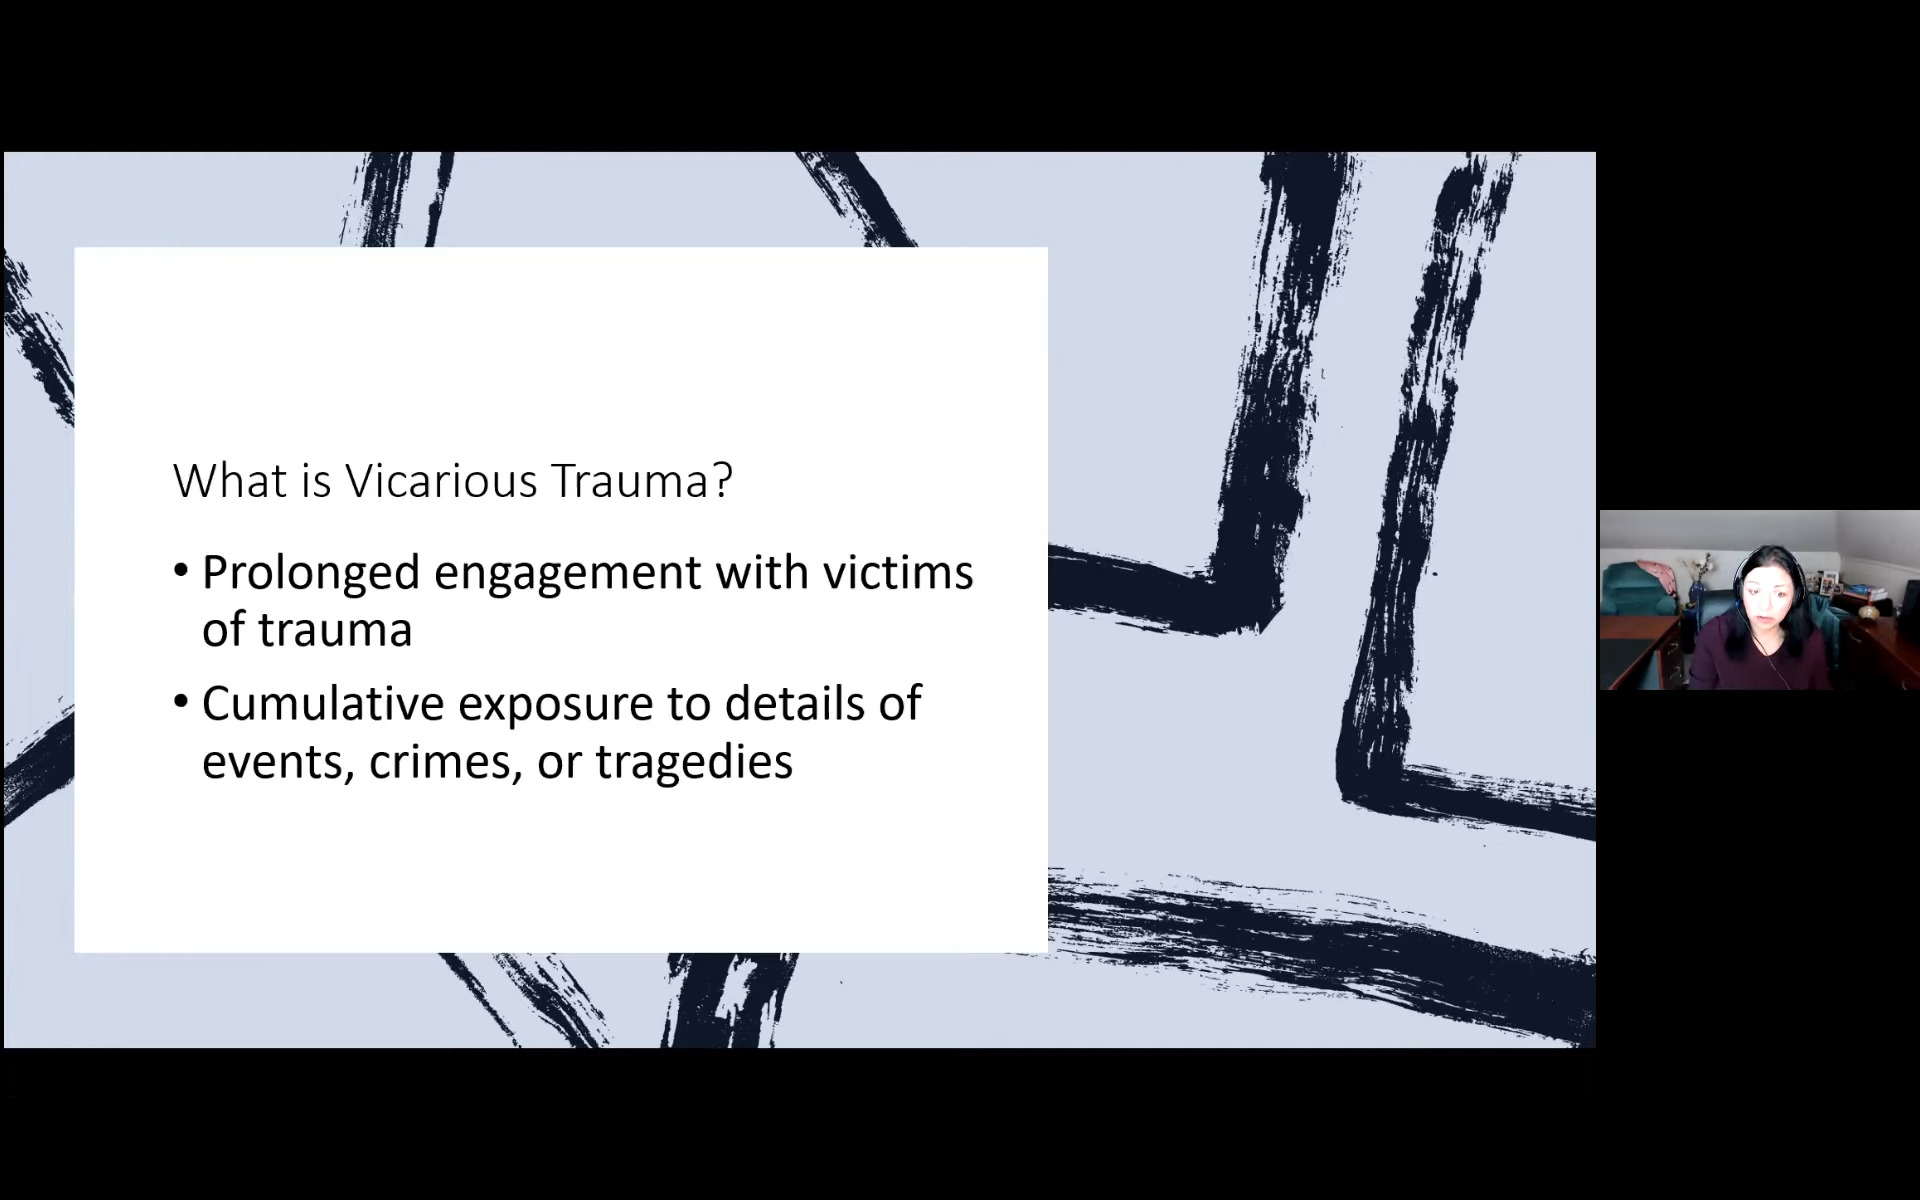 What is Vicarious Trauma?
• Prolonged engagement with victims
of trauma
• Cumulative exposure to details of
events, crimes, or tragedies